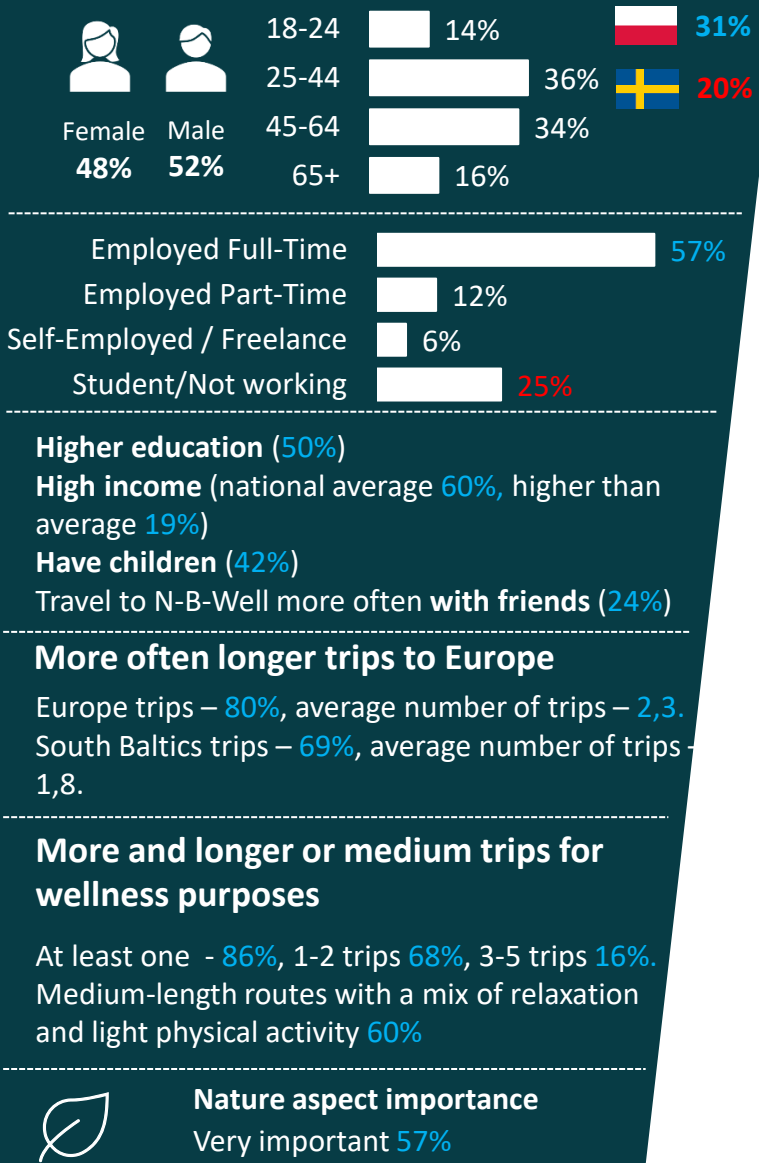 18-24 14% 31%
25-44 36% 20%
Female Male 45-64 34%
48% 52% 65+ 16%
Employed Full-Time 57%
Employed Part-Time 12%
Self-Employed / Freelance 6%
Student/Not working 25%
Higher education (50%)
High income (national average 60%, higher than
average 19%)
Have children (42%)
Travel to N-B-Well more often with friends (24%)
More often longer trips to Europe
Europe trips – 80%, average number of trips – 2,3.
South Baltics trips – 69%, average number of trips -
1,8.
More and longer or medium trips for
wellness purposes
At least one - 86%, 1-2 trips 68%, 3-5 trips 16%.
Medium-length routes with a mix of relaxation
and light physical activity 60%
Nature aspect importance
Very important 57%